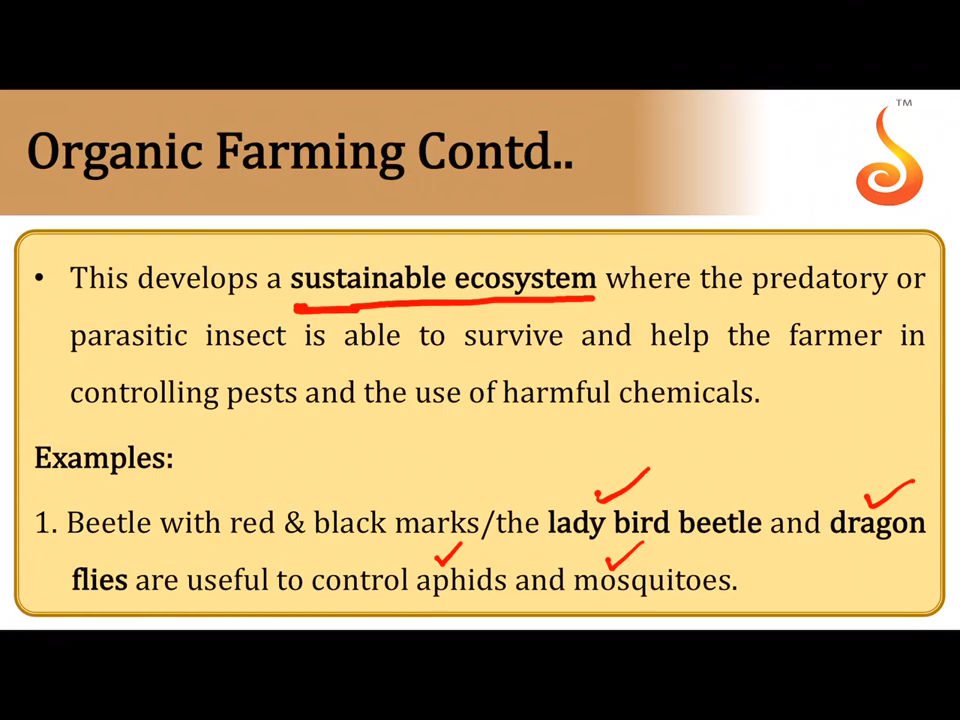 TM
Organic Farming Contd..
• This develops a sustainable ecosystem where the predatory or
parasitic insect is able to survive and help the farmer in
controlling pests and the use of harmful chemicals.
Examples:
1. Beetle with red & black marks/the lady bird beetle and dragon
flies are useful to control aphids and mosquitoes.